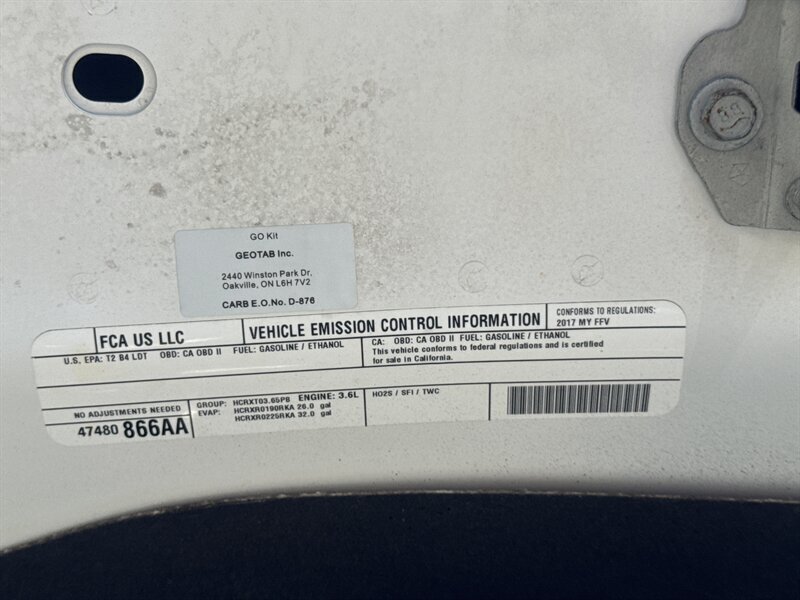 GO Kit
GEOTAB Inc.
2440 Winston Park Dr.
Oakville, ON L6H 7V2
CARB E.O.No. D-876
FCA US LLC
VEHICLE EMISSION CONTROL INFORMATION
CONFORMS TO REGULATIONS:
2017 MY FFV
U.S. EPA: T2 B4 LDT OBD: CA OBD II FUEL: GASOLINE / ETHANOL
CA: OBD: CA OBD II FUEL: GASOLINE / ETHANOL
This vehicle conforms to federal regulations and is certified
for sale in California.
NO ADJUSTMENTS NEEDED
47480 866AA
GROUP: HCRXT03.65P8 ENGINE: 3.6L
EVAP: HCRXR0190RKA 26.0 gal
HCRXR0225RKA 32.0 gal
HO2S / SFI / TWC